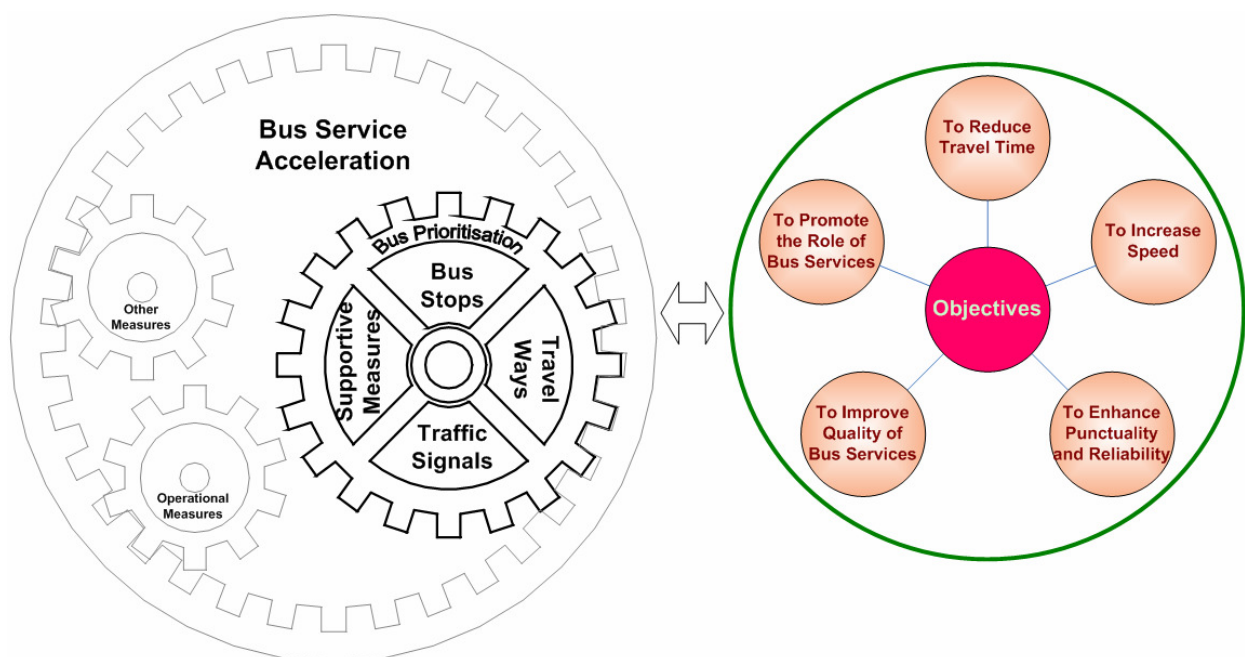 Bus Service
Acceleration
Bus Prioritisation
Bus
Stops
Supportive
Measures
Travel
Ways
Traffic
Signals
Other
Measures
Operational
Measures
To Reduce
Travel Time
To Promote
the Role of
Bus Services
To Increase
Speed
Objectives
To Improve
Quality of
Bus Services
To Enhance
Punctuality
and Reliability